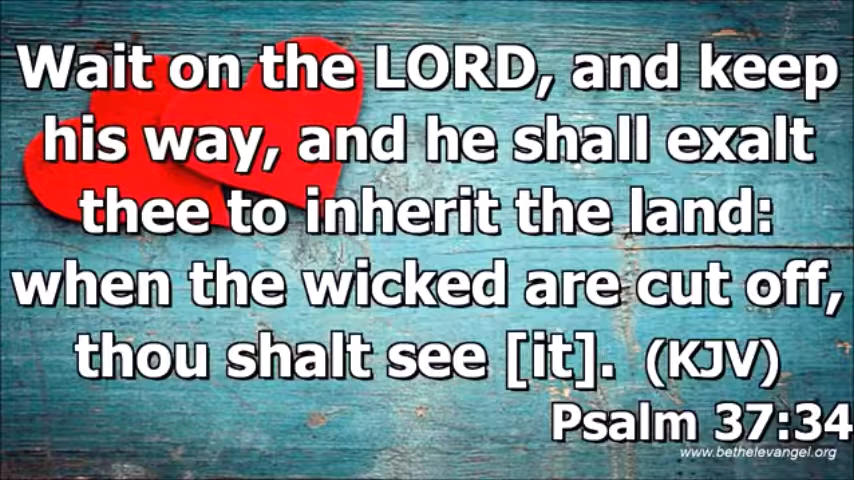 Wait on the LORD, and keep
his way, and he shall exalt
thee to inherit the land:
when the wicked are cut off,
thou shalt see [it]. (KJV)
Psalm 37:34
www.bethelevangel.org